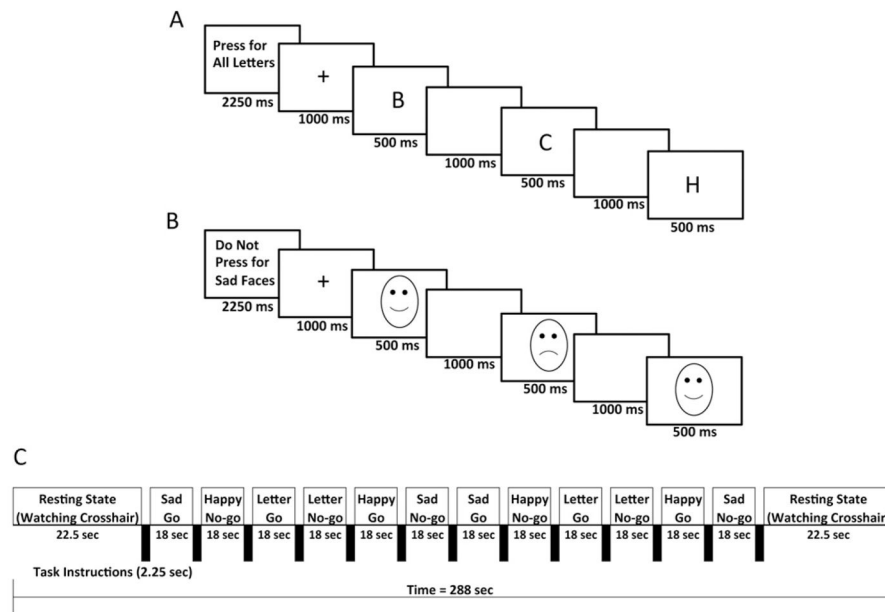 A
Press for
All Letters
2250 ms
+
1000 ms
B
500 ms
1000 ms
C
500 ms
1000 ms
H
500 ms
B
Do Not
Press for
Sad Faces
2250 ms
+
1000 ms
500 ms
1000 ms
500 ms
1000 ms
500 ms
C
Resting State Sad Happy Letter Letter Happy Sad Sad Happy Letter Letter Happy Sad Resting State
(Watching Crosshair) Go No-go Go No-go Go No-go Go No-go Go No-go Go No-go (Watching Crosshair)
22.5 sec 18 sec 18 sec 18 sec 18 sec 18 sec 18 sec 18 sec 18 sec 18 sec 18 sec 18 sec 18 sec 22.5 sec
Task Instructions (2.25 sec)
Time = 288 sec